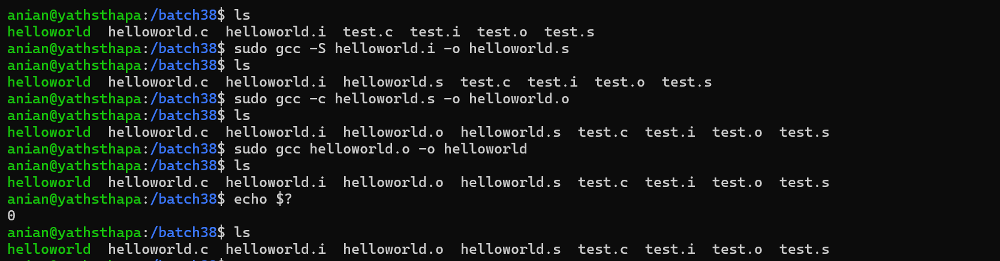 anian@yathsthapa:/batch38$ ls
helloworld  helloworld.c  helloworld.i  test.c  test.i  test.o  test.s
anian@yathsthapa:/batch38$ sudo gcc -S helloworld.i -o helloworld.s
anian@yathsthapa:/batch38$ ls
helloworld  helloworld.c  helloworld.i  helloworld.s  test.c  test.i  test.o  test.s
anian@yathsthapa:/batch38$ sudo gcc -c helloworld.s -o helloworld.o
anian@yathsthapa:/batch38$ ls
helloworld  helloworld.c  helloworld.i  helloworld.o  helloworld.s  test.c  test.i  test.o  test.s
anian@yathsthapa:/batch38$ sudo gcc helloworld.o -o helloworld
anian@yathsthapa:/batch38$ ls
helloworld  helloworld.c  helloworld.i  helloworld.o  helloworld.s  test.c  test.i  test.o  test.s
anian@yathsthapa:/batch38$ echo $?
0
anian@yathsthapa:/batch38$ ls
helloworld  helloworld.c  helloworld.i  helloworld.o  helloworld.s  test.c  test.i  test.o  test.s